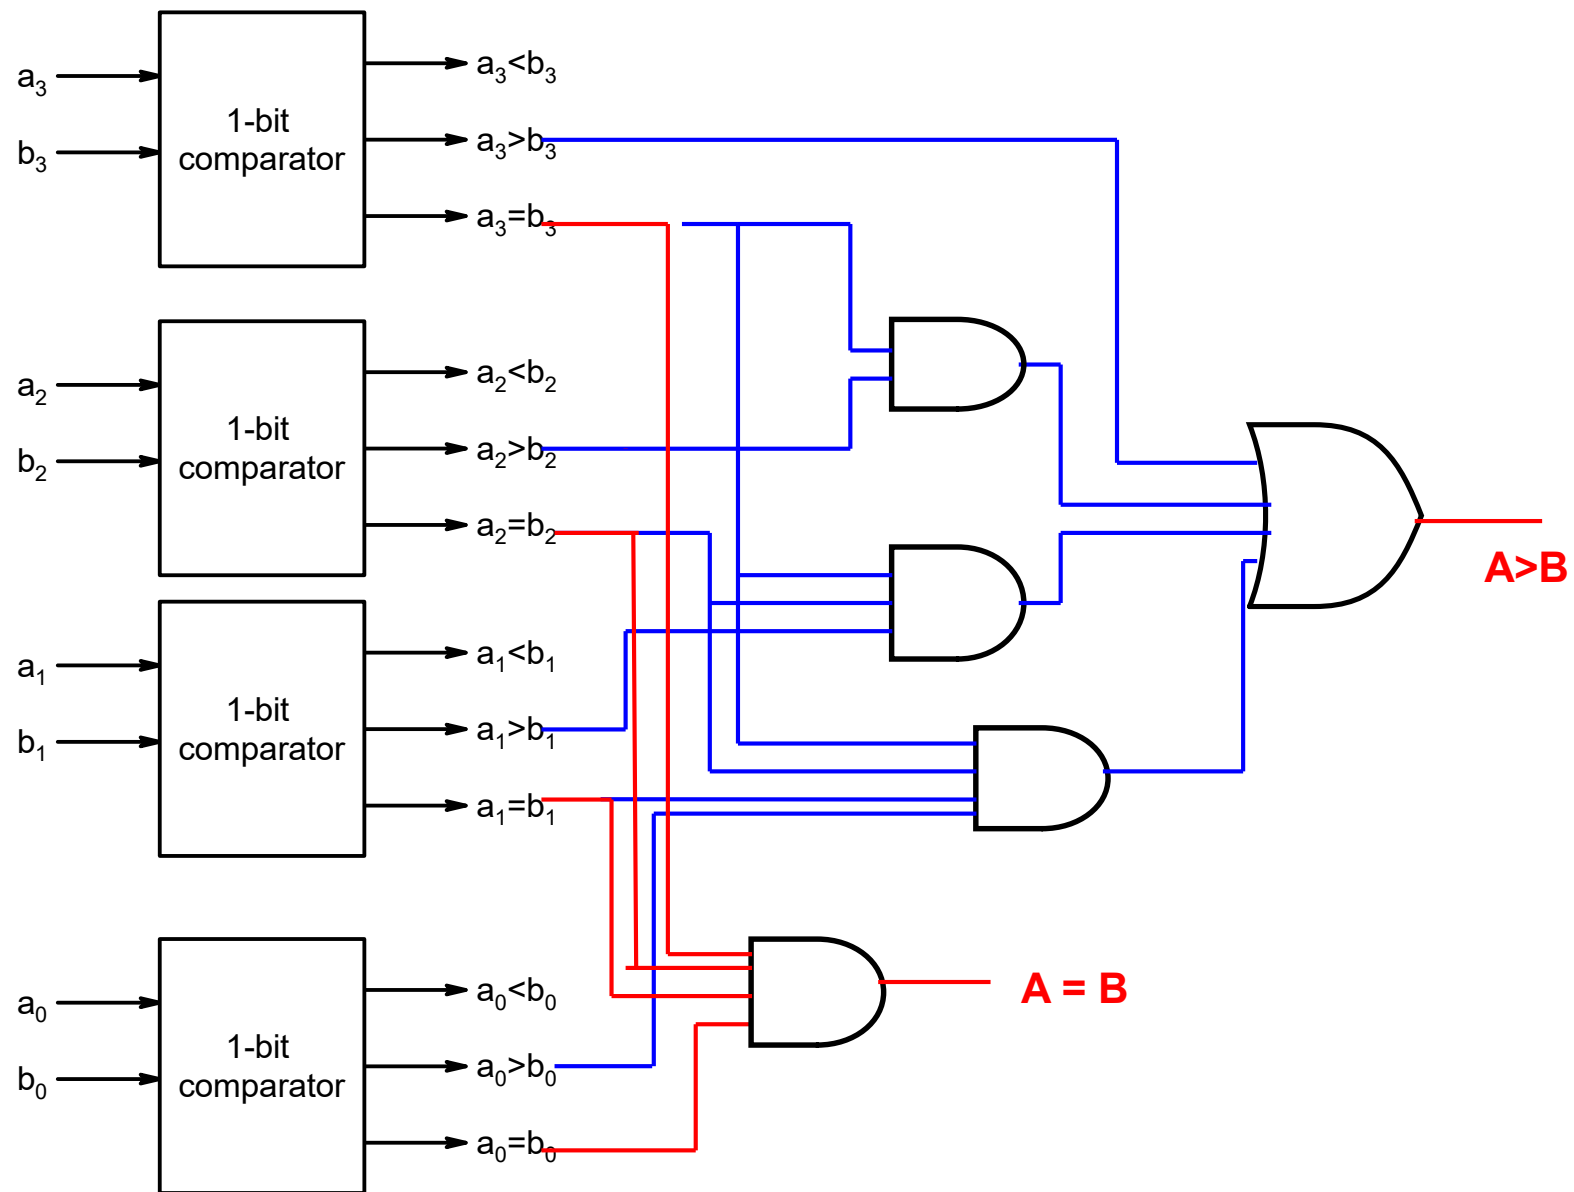 a₃
b₃
1-bit
comparator
a₃<b₃
a₃>b₃
a₃=b₃
a₂
b₂
1-bit
comparator
a₂<b₂
a₂>b₂
a₂=b₂
A>B
a₁
b₁
1-bit
comparator
a₁<b₁
a₁>b₁
a₁=b₁
a₀
b₀
1-bit
comparator
a₀<b₀
a₀>b₀
a₀=b₀
A = B